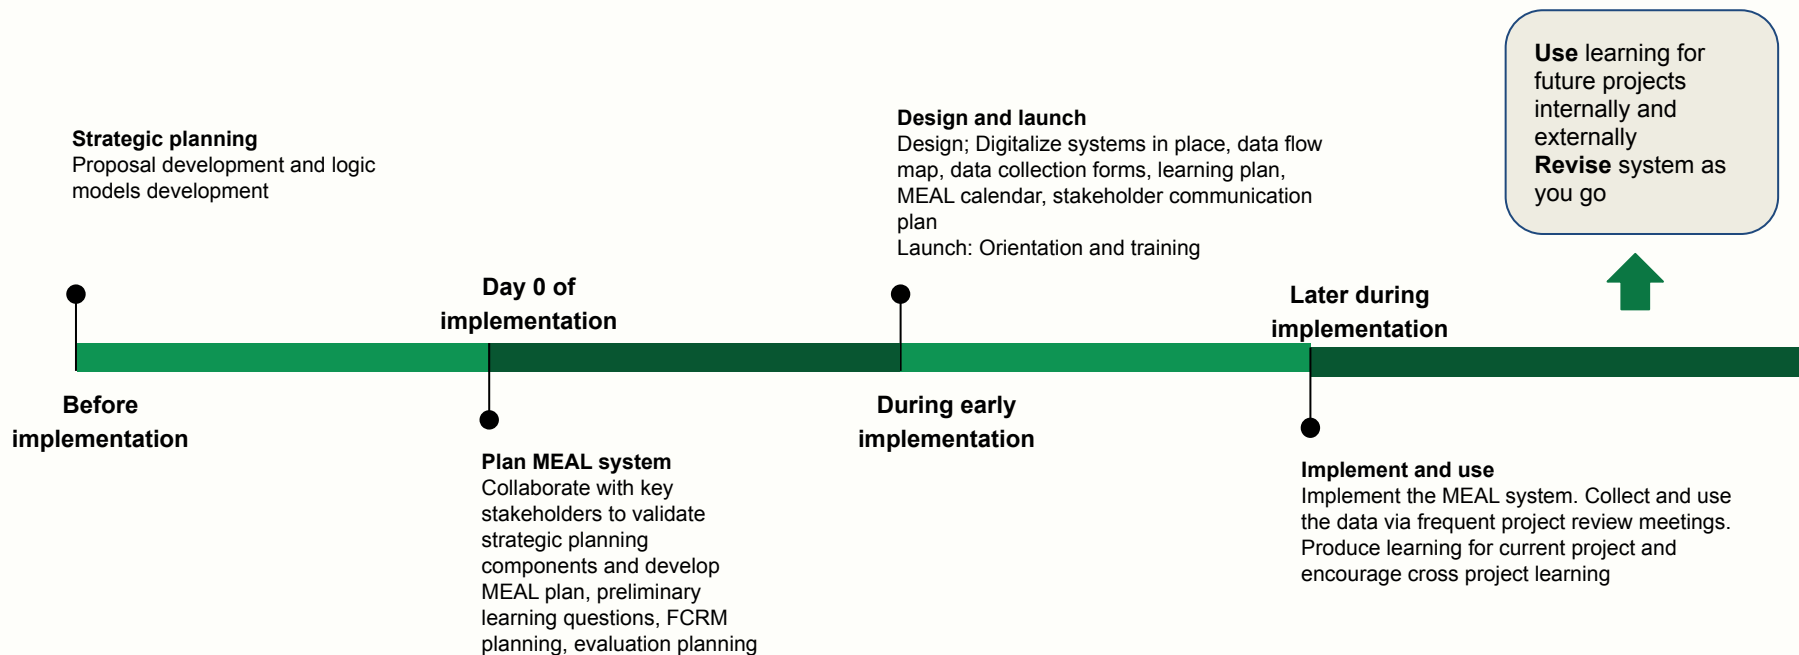 Strategic planning
Proposal development and logic
models development
Before
implementation
Day 0 of
implementation
Plan MEAL system
Collaborate with key
stakeholders to validate
strategic planning
components and develop
MEAL plan, preliminary
learning questions, FCRM
planning, evaluation planning
Design and launch
Design; Digitalize systems in place, data flow
map, data collection forms, learning plan,
MEAL calendar, stakeholder communication
plan
Launch: Orientation and training
During early
implementation
Later during
implementation
Implement and use
Implement the MEAL system. Collect and use
the data via frequent project review meetings.
Produce learning for current project and
encourage cross project learning
Use learning for
future projects
internally and
externally
Revise system as
you go